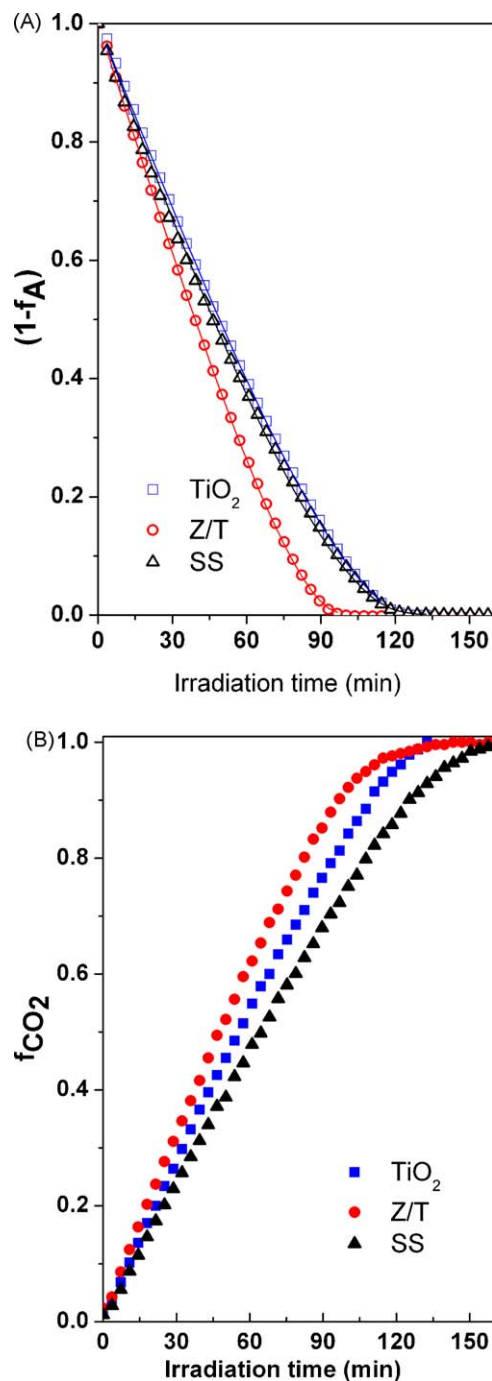 (A)
1.0
0.8
0.6
0.4
0.2
0.0
(1-fA)
TiO2
Z/T
SS
0 30 60 90 120 150
Irradiation time (min)
(B)
1.0
0.8
0.6
0.4
0.2
0.0
fCO2
TiO2
Z/T
SS
0 30 60 90 120 150
Irradiation time (min)